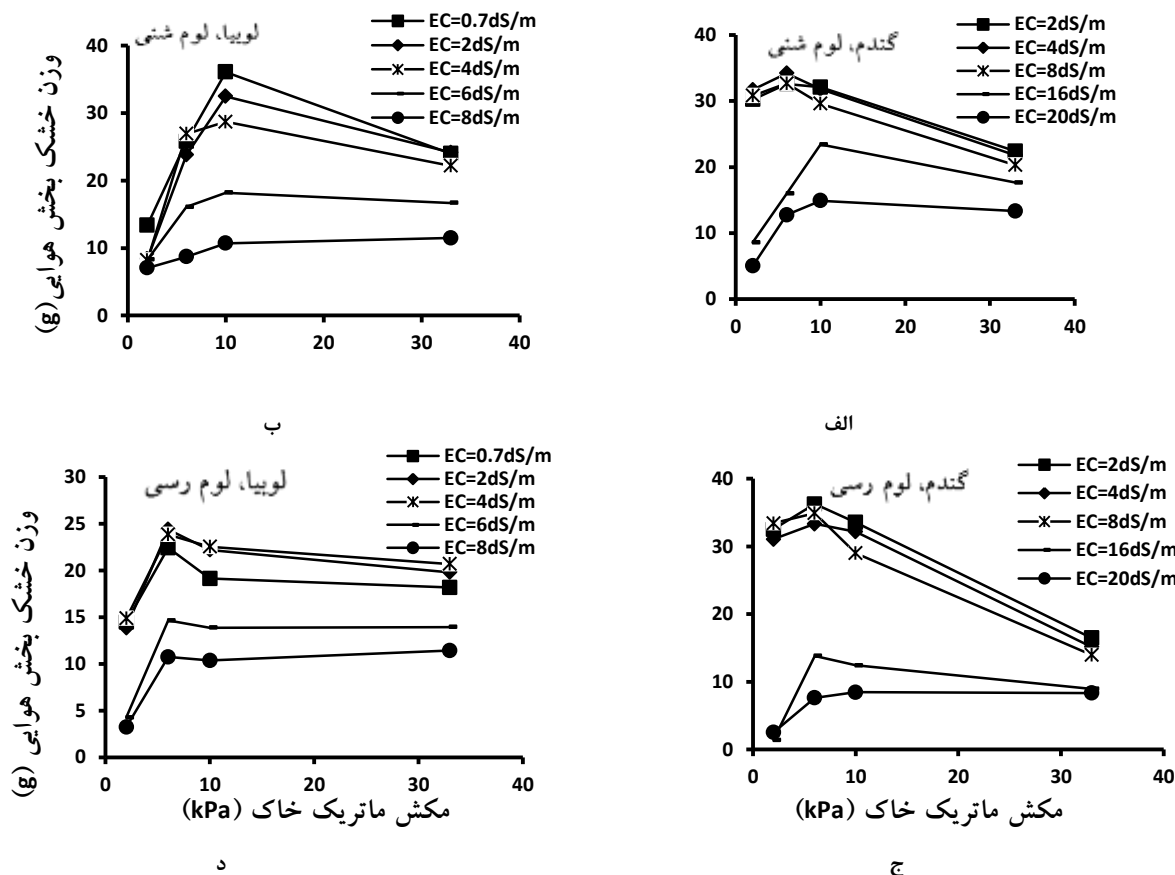 گندم، لوم شنی
EC=2dS/m
EC=4dS/m
EC=8dS/m
EC=16dS/m
EC=20dS/m
40
30
20
10
0
0 10 20 30 40
الف
لوبیا، لوم شنی
EC=0.7dS/m
EC=2dS/m
EC=4dS/m
EC=6dS/m
EC=8dS/m
وزن خشک بخش هوایی (g)
40
30
20
10
0
0 10 20 30 40
ب
گندم، لوم رسی
EC=2dS/m
EC=4dS/m
EC=8dS/m
EC=16dS/m
EC=20dS/m
40
30
20
10
0
0 10 20 30 40
مکش ماتریک خاک (kPa)
ج
لوبیا، لوم رسی
EC=0.7dS/m
EC=2dS/m
EC=4dS/m
EC=6dS/m
EC=8dS/m
وزن خشک بخش هوایی (g)
30
25
20
15
10
5
0
0 10 20 30 40
مکش ماتریک خاک (kPa)
د